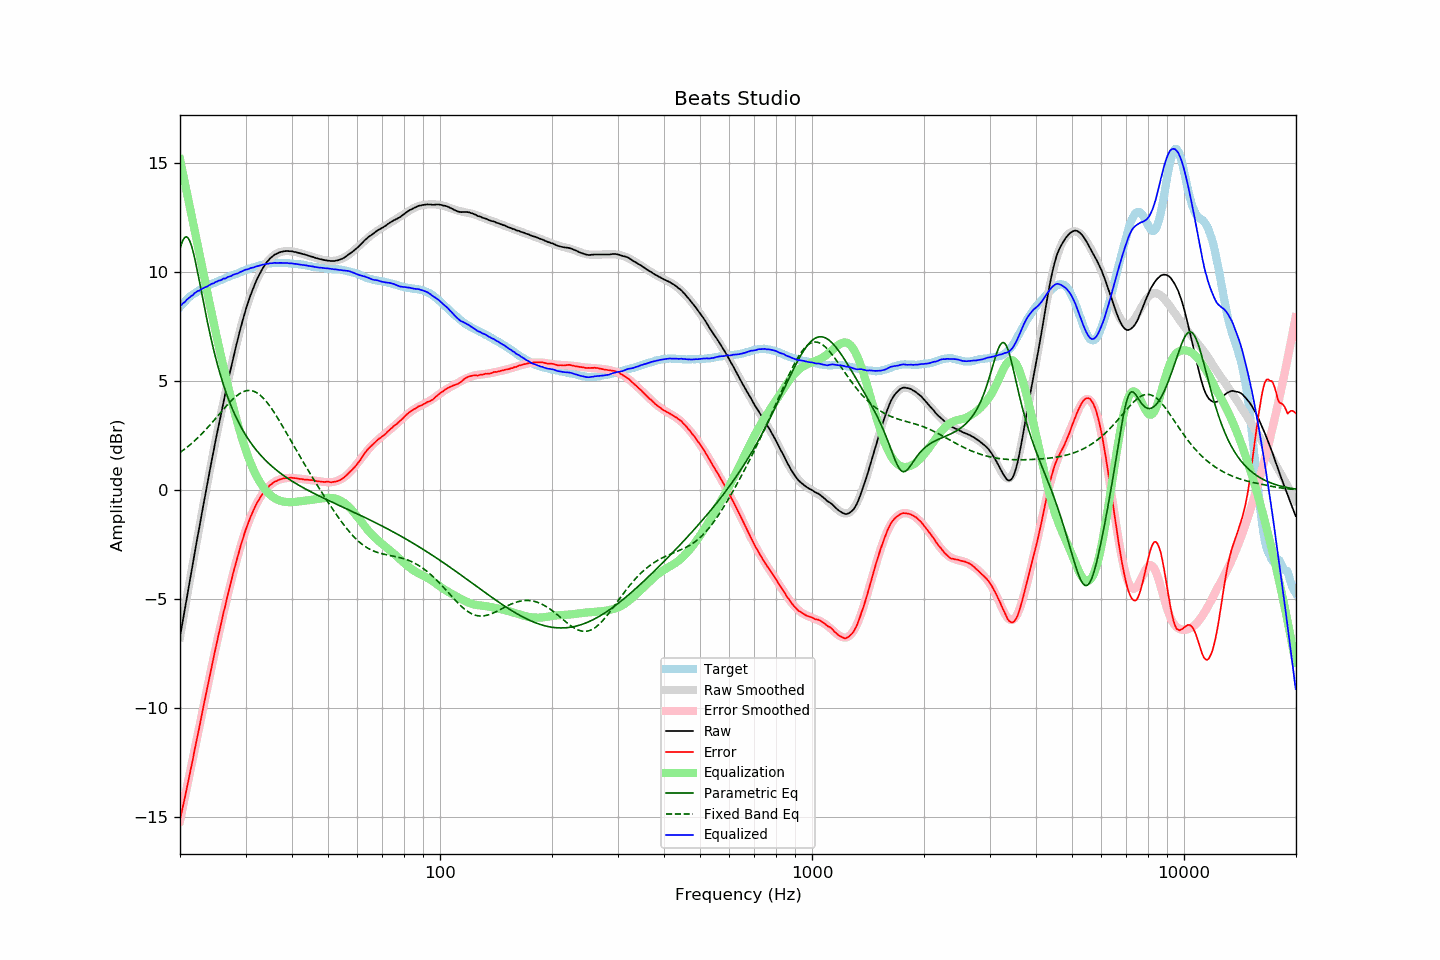 Beats Studio
Amplitude (dBr)
15
10
5
0
−5
−10
−15
100
1000
10000
Frequency (Hz)
Target
Raw Smoothed
Error Smoothed
Raw
Error
Equalization
Parametric Eq
Fixed Band Eq
Equalized